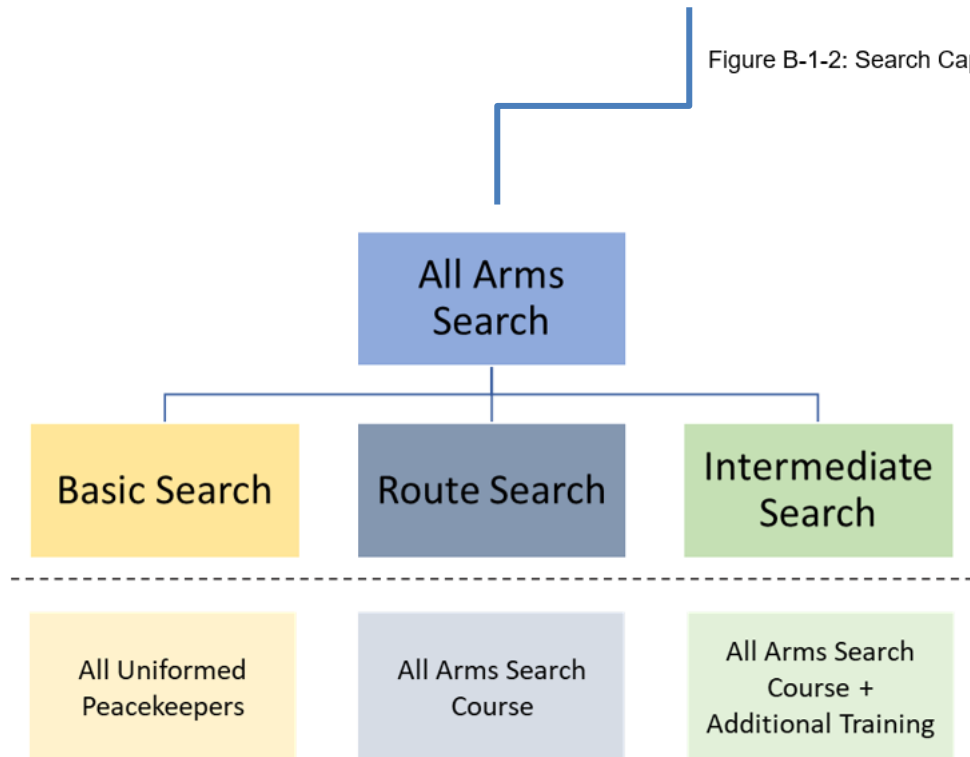 Figure B-1-2: Search
All Arms
Search
Basic Search
Route Search
Intermediate
Search
All Uniformed
Peacekeepers
All Arms Search
Course
All Arms Search
Course +
Additional Training